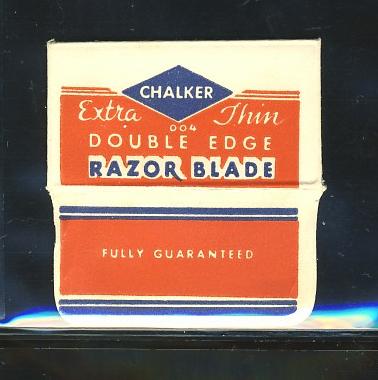 CHALKER
Extra Thin
004
DOUBLE EDGE
RAZOR BLADE
FULLY GUARANTEED